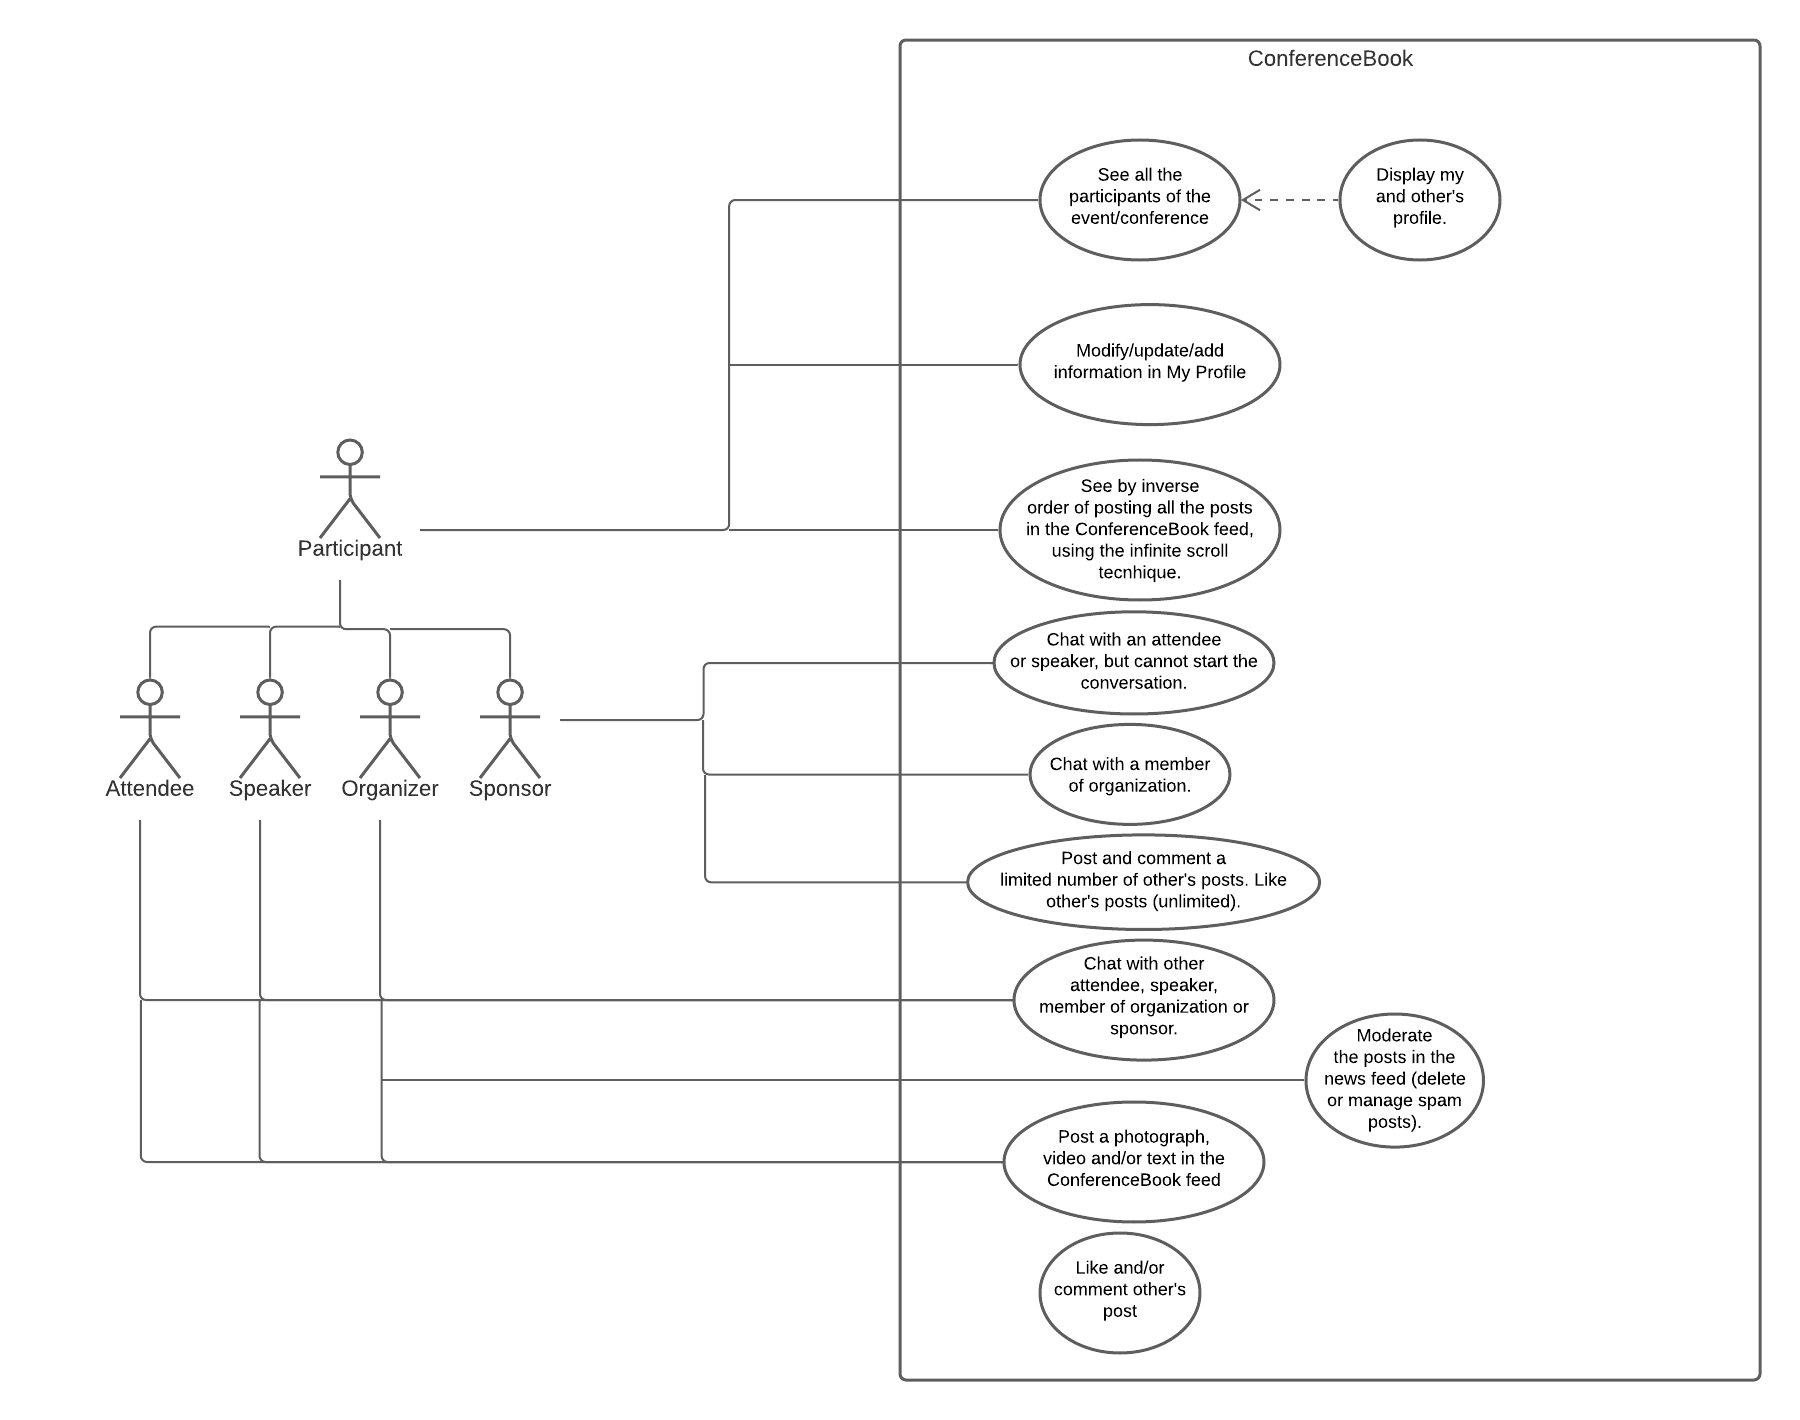 ConferenceBook
See all the
participants of the
event/conference
Display my
and other's
profile.
Modify/update/add
information in My Profile
Participant
See by inverse
order of posting all the posts
in the ConferenceBook feed,
using the infinite scroll
tecnhique.
Chat with an attendee
or speaker, but cannot start the
conversation.
Attendee
Speaker
Organizer
Sponsor
Chat with a member
of organization.
Post and comment a
limited number of other's posts. Like
other's posts (unlimited).
Chat with other
attendee, speaker,
member of organization or
sponsor.
Moderate
the posts in the
news feed (delete
or manage spam
posts).
Post a photograph,
video and/or text in the
ConferenceBook feed
Like and/or
comment other's
post